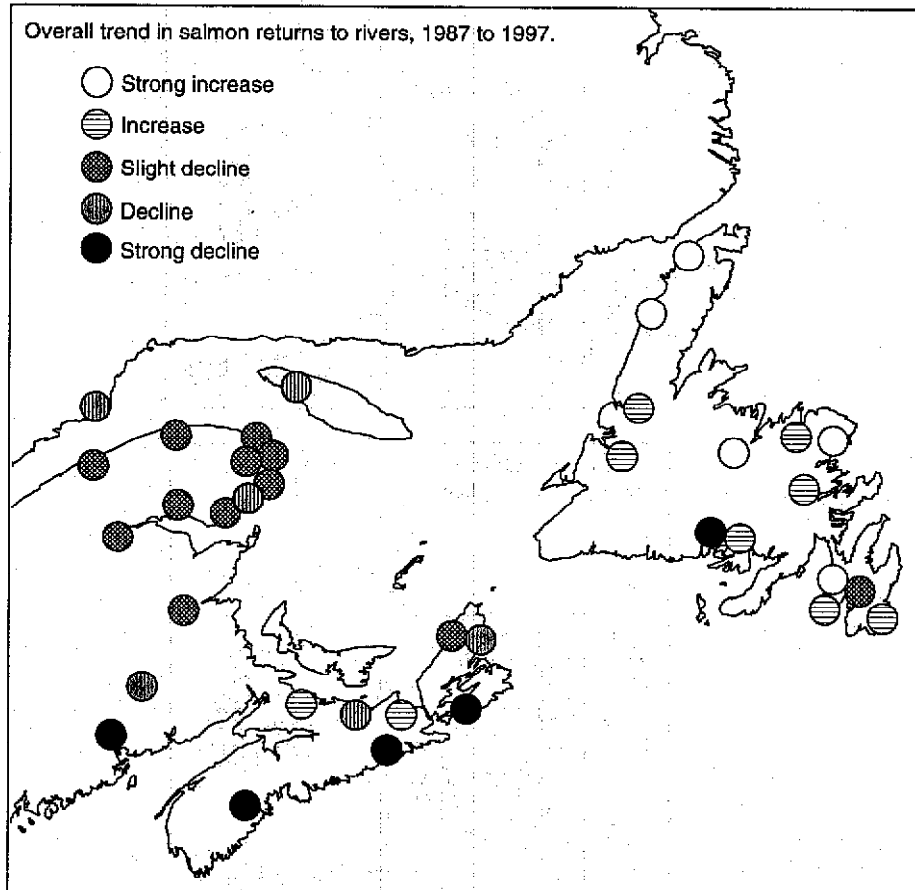 Overall trend in salmon returns to rivers, 1987 to 1997.
Strong increase
Increase
Slight decline
Decline
Strong decline